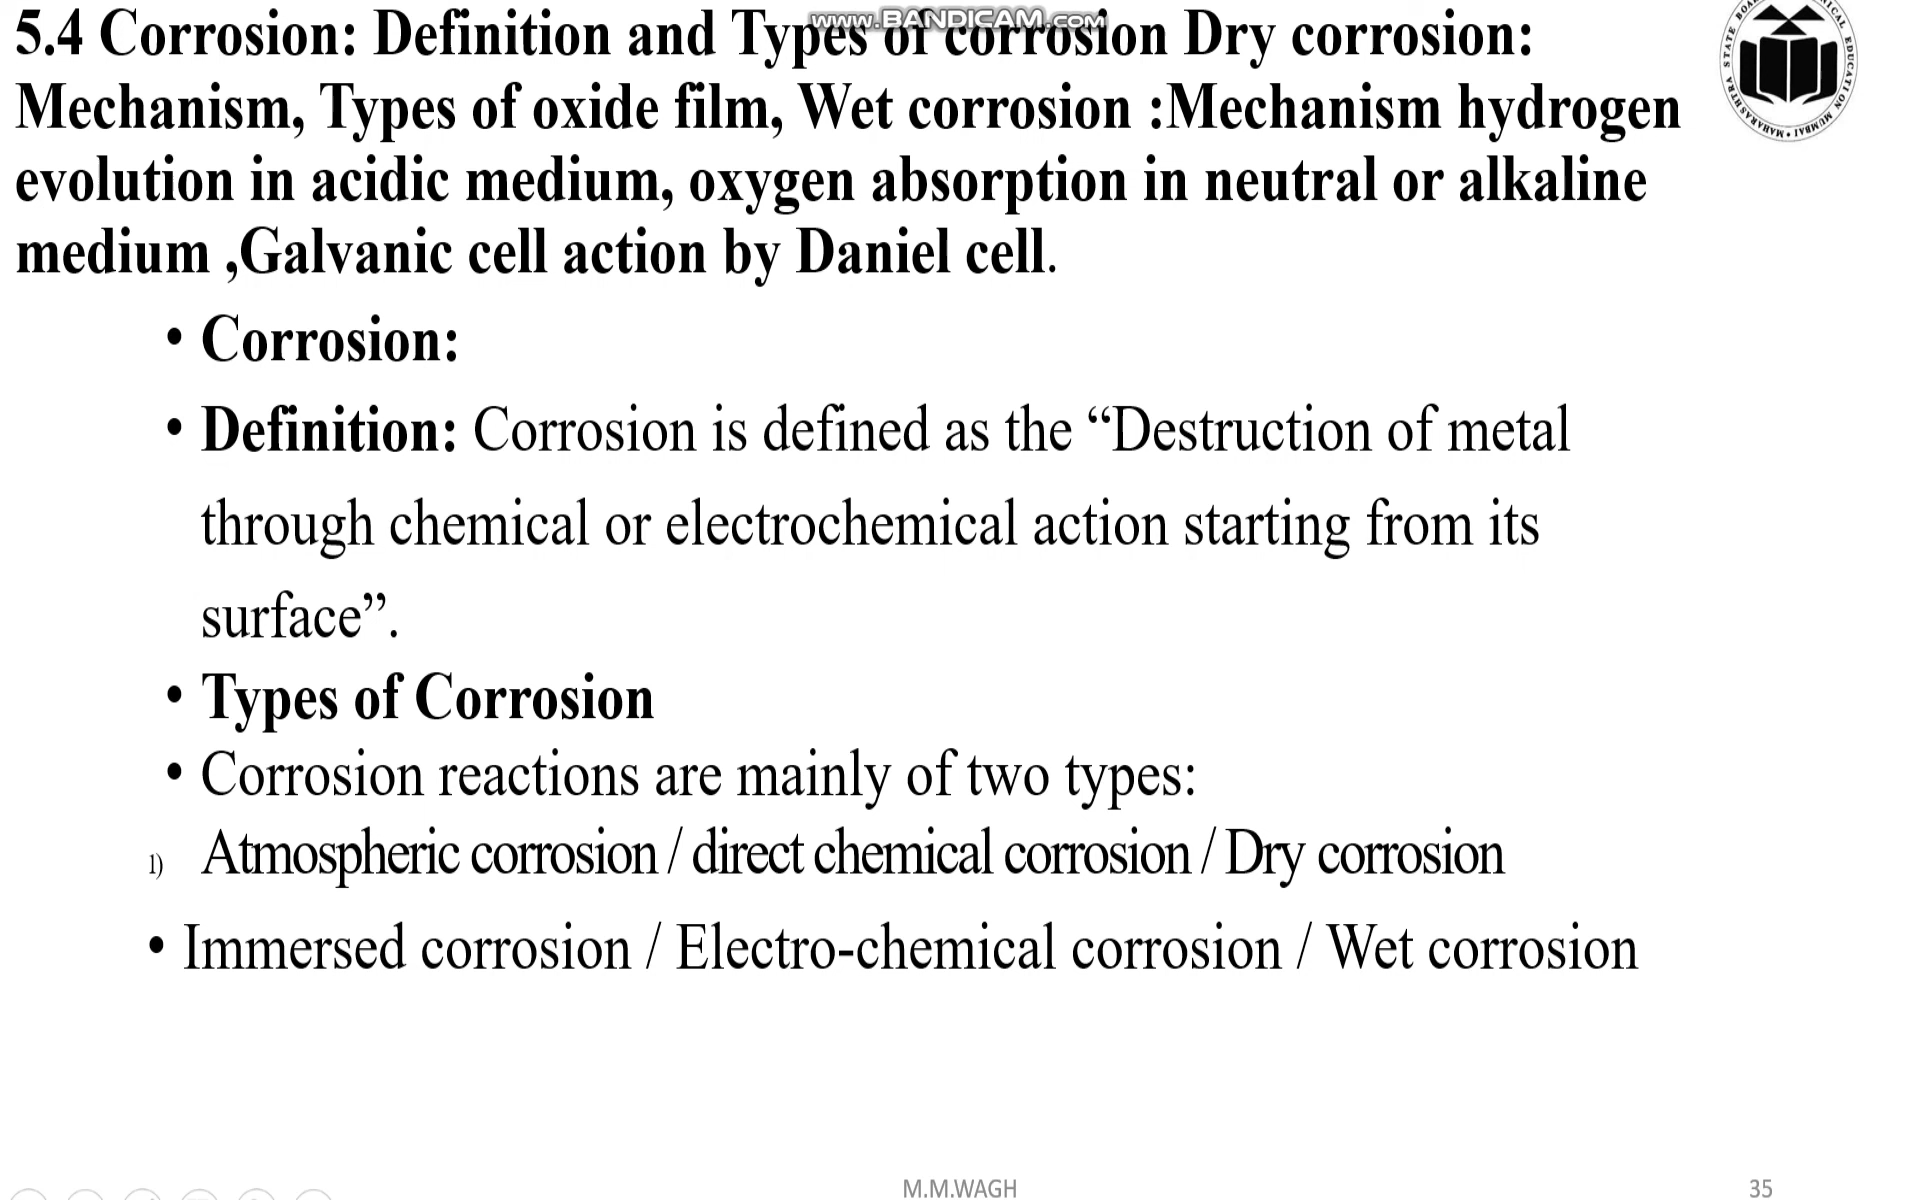 www.BANDICAM.com
5.4 Corrosion: Definition and Types of corrosion Dry corrosion:
Mechanism, Types of oxide film, Wet corrosion :Mechanism hydrogen
evolution in acidic medium, oxygen absorption in neutral or alkaline
medium ,Galvanic cell action by Daniel cell.
• Corrosion:
• Definition: Corrosion is defined as the “Destruction of metal
through chemical or electrochemical action starting from its
surface”.
• Types of Corrosion
• Corrosion reactions are mainly of two types:
1) Atmospheric corrosion / direct chemical corrosion / Dry corrosion
• Immersed corrosion / Electro-chemical corrosion / Wet corrosion
M.M.WAGH
35